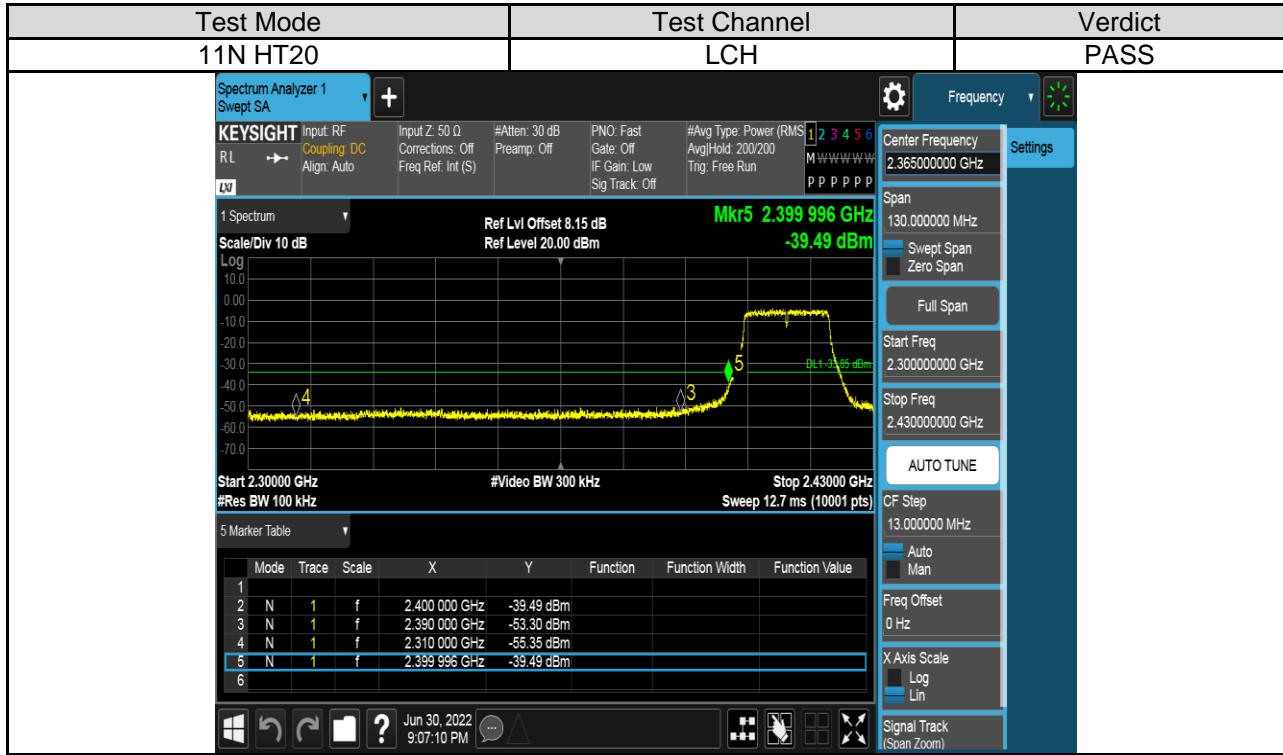 Test Mode Test Channel Verdict
11N HT20 LCH PASS
Spectrum Analyzer 1
Swept SA
+
Frequency
KEYSIGHT Input: RF Input Z: 50 Ω #Atten: 30 dB PNO: Fast #Avg Type: Power (RMS 1 2 3 4 5 6
RL Coupling: DC Corrections: Off Preamp: Off Gate: Off Avg|Hold: 200/200 M W W W W W
Align: Auto Freq Ref: Int (S) IF Gain: Low Trig: Free Run
LXI Sig Track: Off P P P P P P
1 Spectrum
Ref Lvl Offset 8.15 dB Mkr5 2.399 996 GHz
Scale/Div 10 dB Ref Level 20.00 dBm -39.49 dBm
Log
10.0
0.00
-10.0
-20.0
-30.0
-40.0
-50.0
-60.0
-70.0
4
3
5
Start 2.30000 GHz #Video BW 300 kHz Stop 2.43000 GHz
#Res BW 100 kHz Sweep 12.7 ms (10001 pts)
5 Marker Table
Mode Trace Scale X Y Function Function Width Function Value
1
2 N 1 f 2.400 000 GHz -39.49 dBm
3 N 1 f 2.390 000 GHz -53.30 dBm
4 N 1 f 2.310 000 GHz -55.35 dBm
5 N 1 f 2.399 996 GHz -39.49 dBm
6
? Jun 30, 2022
9:07:10 PM
Center Frequency
2.365000000 GHz
Settings
Span
130.000000 MHz
Swept Span
Zero Span
Full Span
Start Freq
2.300000000 GHz
Stop Freq
2.430000000 GHz
AUTO TUNE
CF Step
13.000000 MHz
Auto
Man
Freq Offset
0 Hz
X Axis Scale
Log
Lin
Signal Track
(Span Zoom)